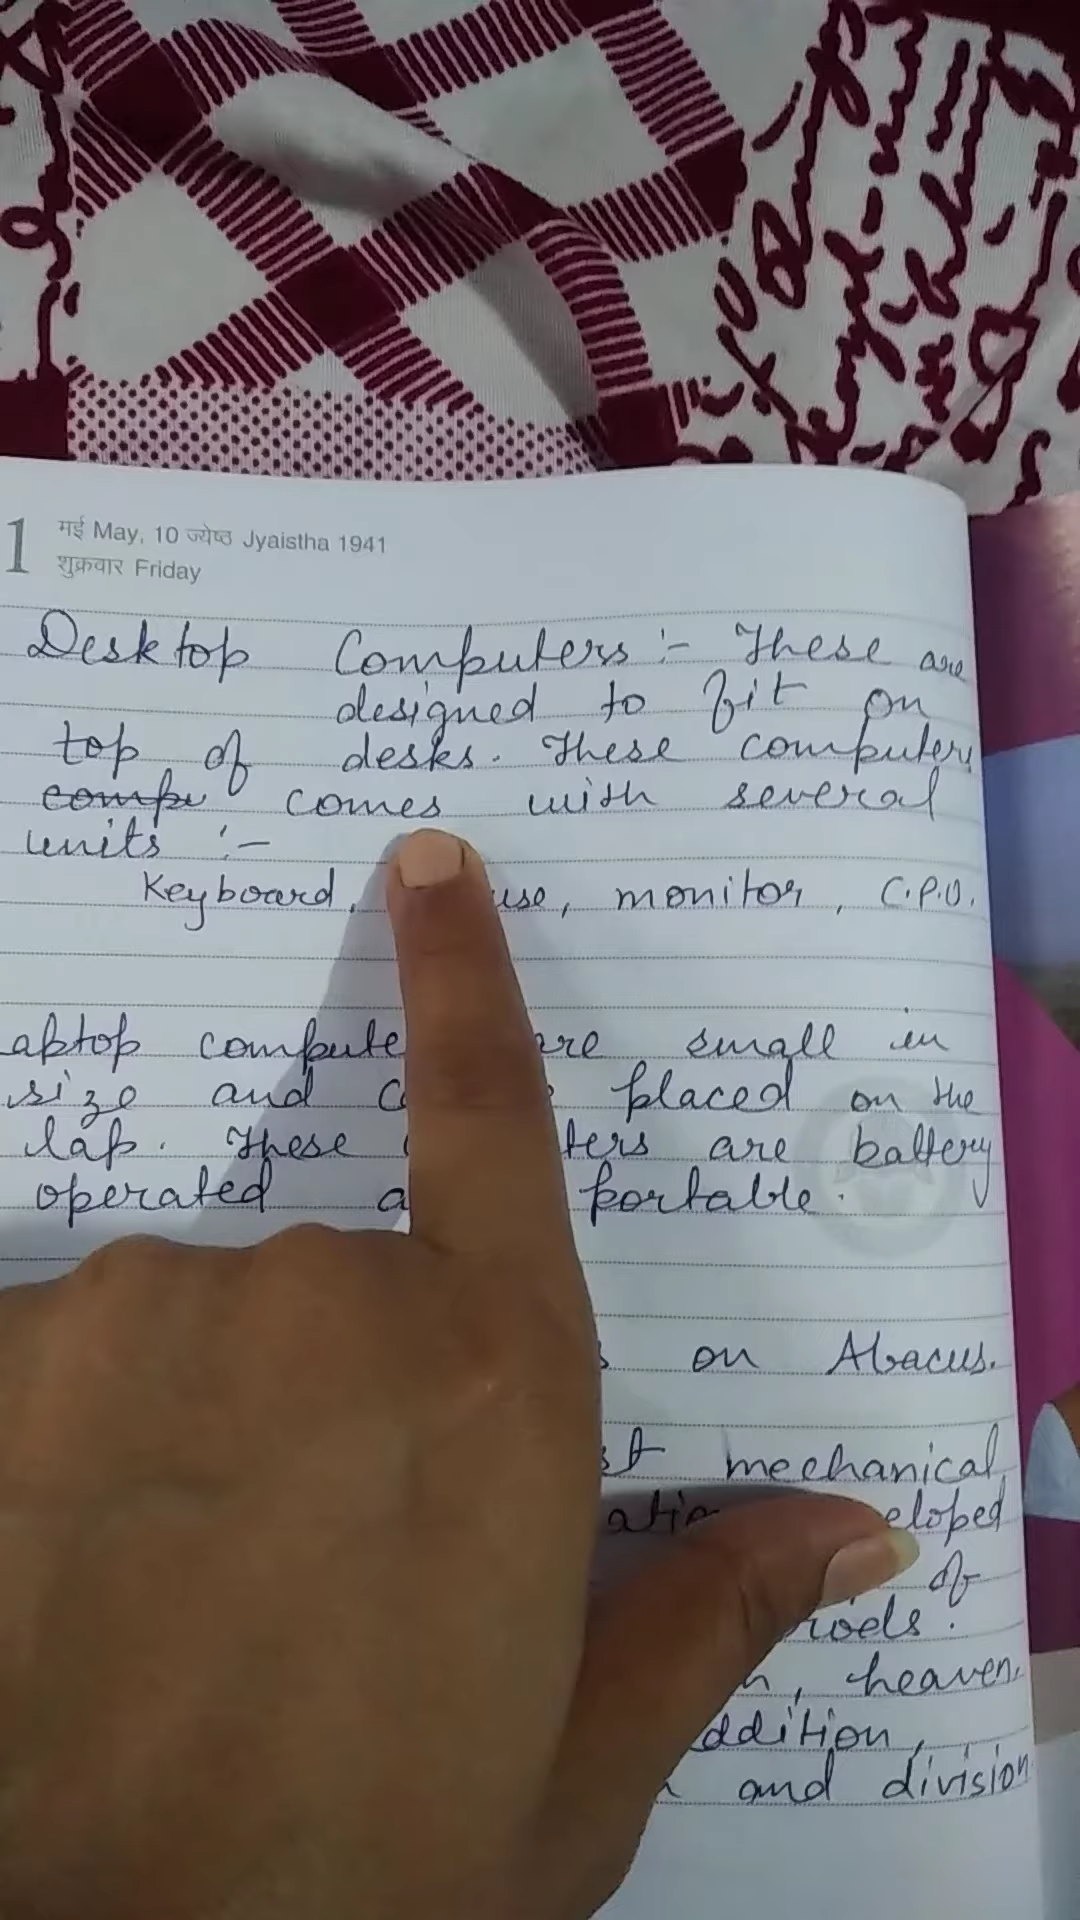 1 मई May, 10 ज्येष्ठ Jyaistha 1941
शुक्रवार Friday
Desktop Computers :- These are
designed to fit on
top of desks. These computers
compu comes with several
units :-
Keyboard, use, monitor, C.P.U.
aptop compute are small in
size and placed on the
lap. These ters are battery
operated a portable.
on Abacus.
st mechanical
atio eloped
of
, heaven,
ddition,
and division